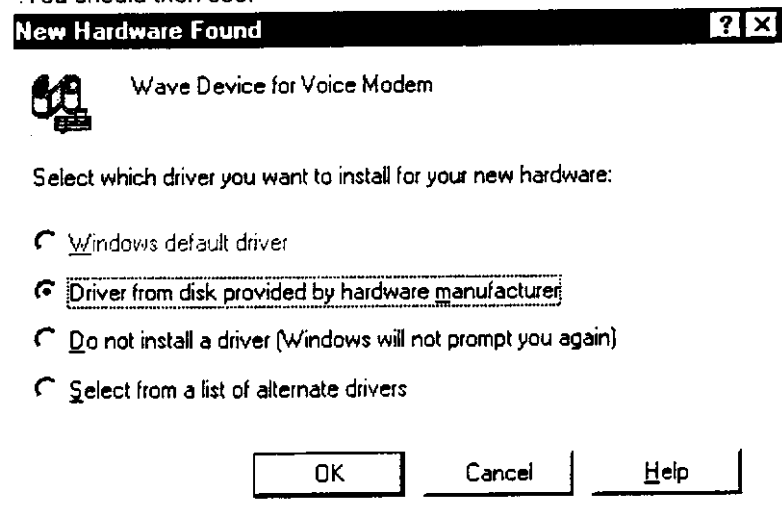 New Hardware Found
Wave Device for Voice Modem
Select which driver you want to install for your new hardware:
Windows default driver
Driver from disk provided by hardware manufacturer
Do not install a driver (Windows will not prompt you again)
Select from a list of alternate drivers
OK Cancel Help